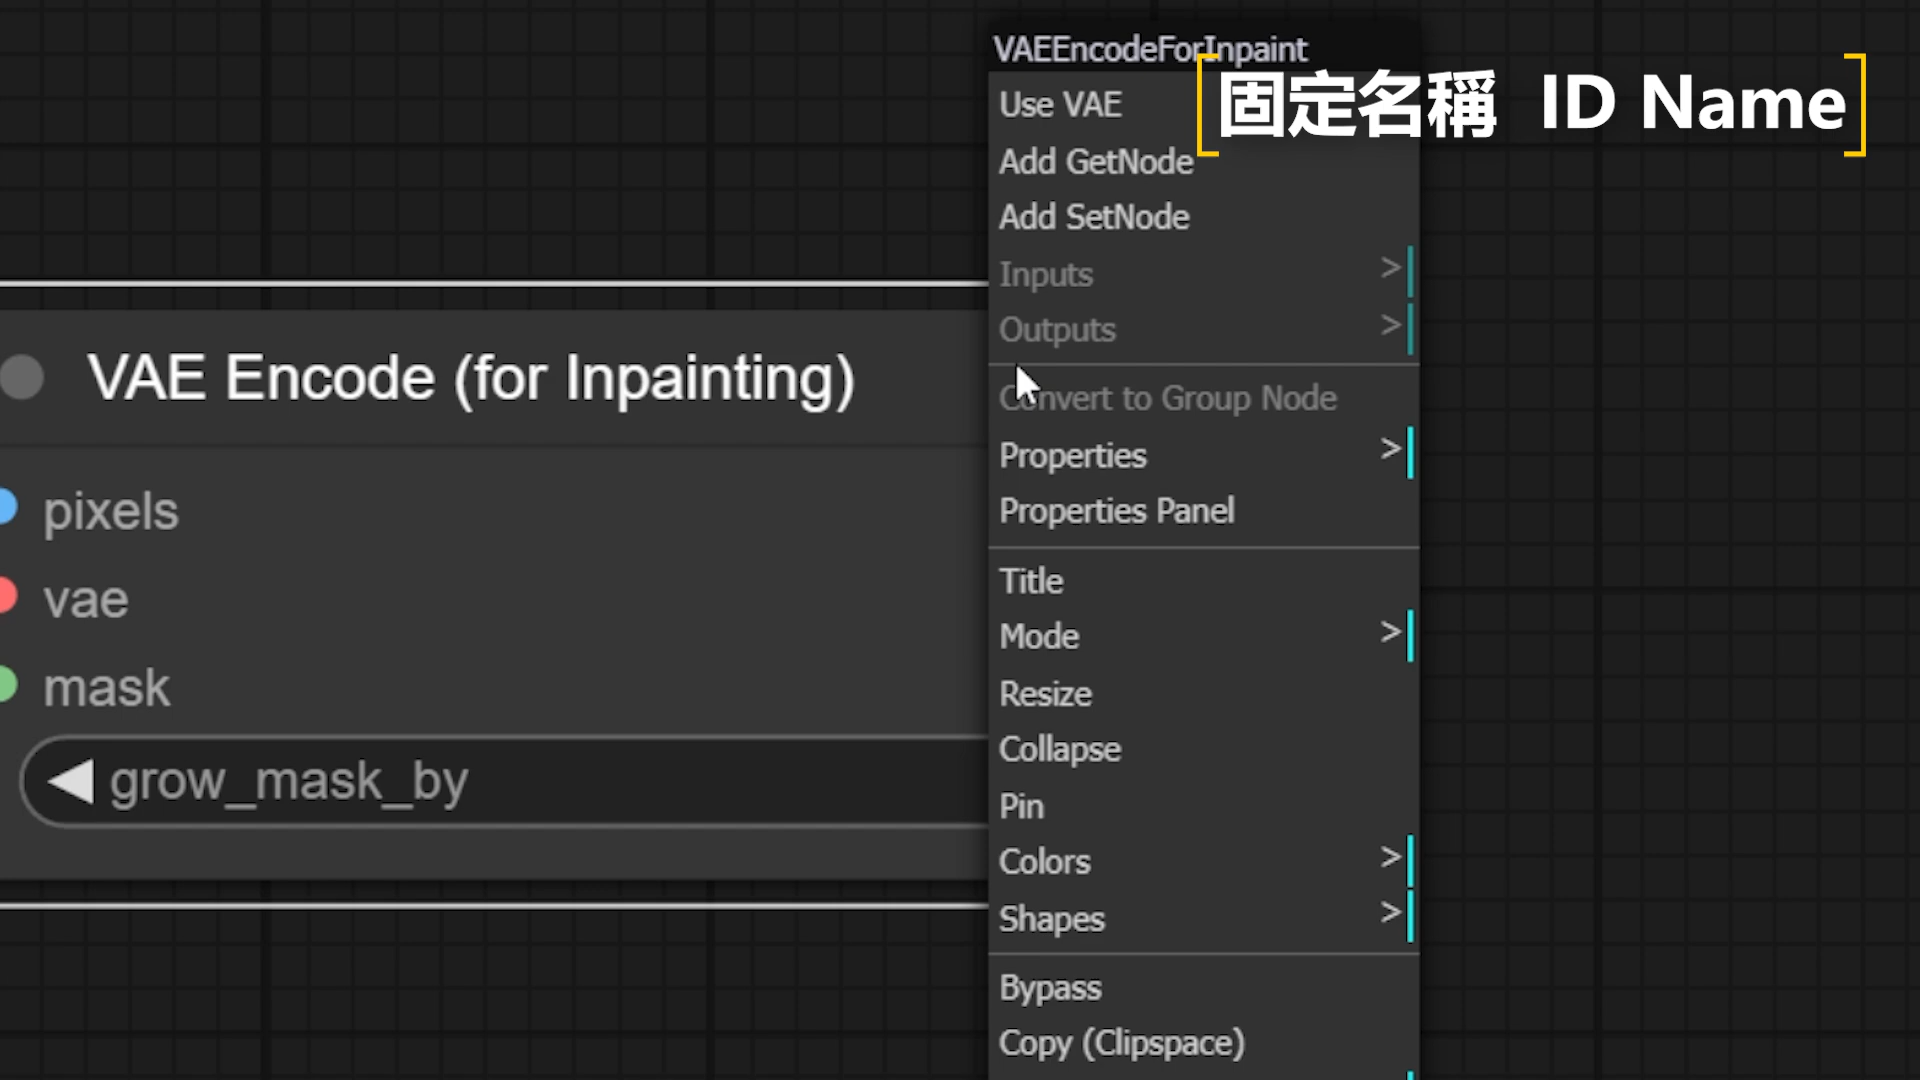 VAEEncodeForInpaint
固定名稱 ID Name
Use VAE
Add GetNode
Add SetNode
Inputs >
Outputs >
Convert to Group Node
Properties >
Properties Panel
Title
Mode >
Resize
Collapse
Pin
Colors >
Shapes >
Bypass
Copy (Clipspace)
VAE Encode (for Inpainting)
pixels
vae
mask
grow_mask_by